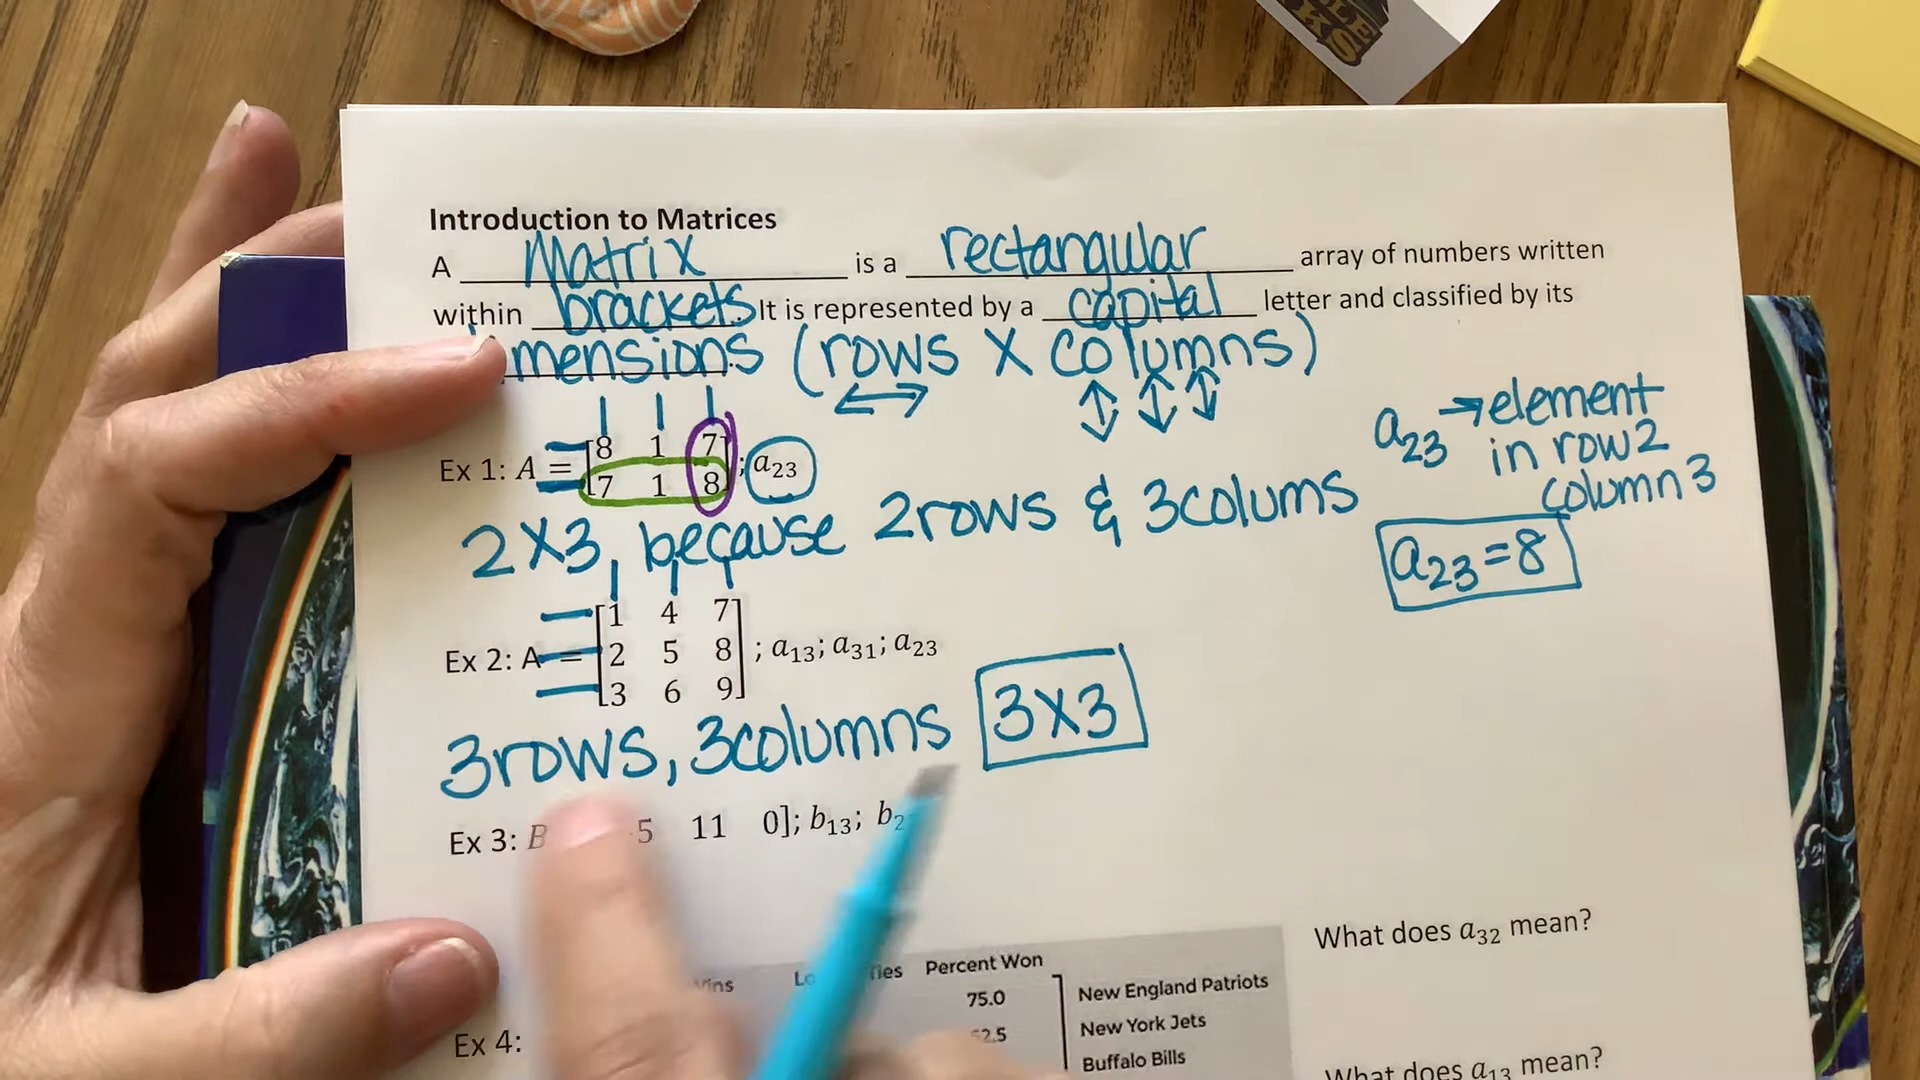 Introduction to Matrices
A Matrix is a rectangular array of numbers written
within brackets. It is represented by a capital letter and classified by its
mensions (rows X columns)
Ex 1: A = [8 1 7
7 1 8] ; a23
a23 → element
in row 2
column 3
2X3, because 2rows & 3colums
a23=8
Ex 2: A = [1 4 7
2 5 8
3 6 9] ; a13; a31; a23
3rows, 3columns 3X3
Ex 3: B 5 11 0]; b13; b2
What does a32 mean?
Percent Won
75.0 New England Patriots
New York Jets
Ex 4: Buffalo Bills
What does a13 mean?